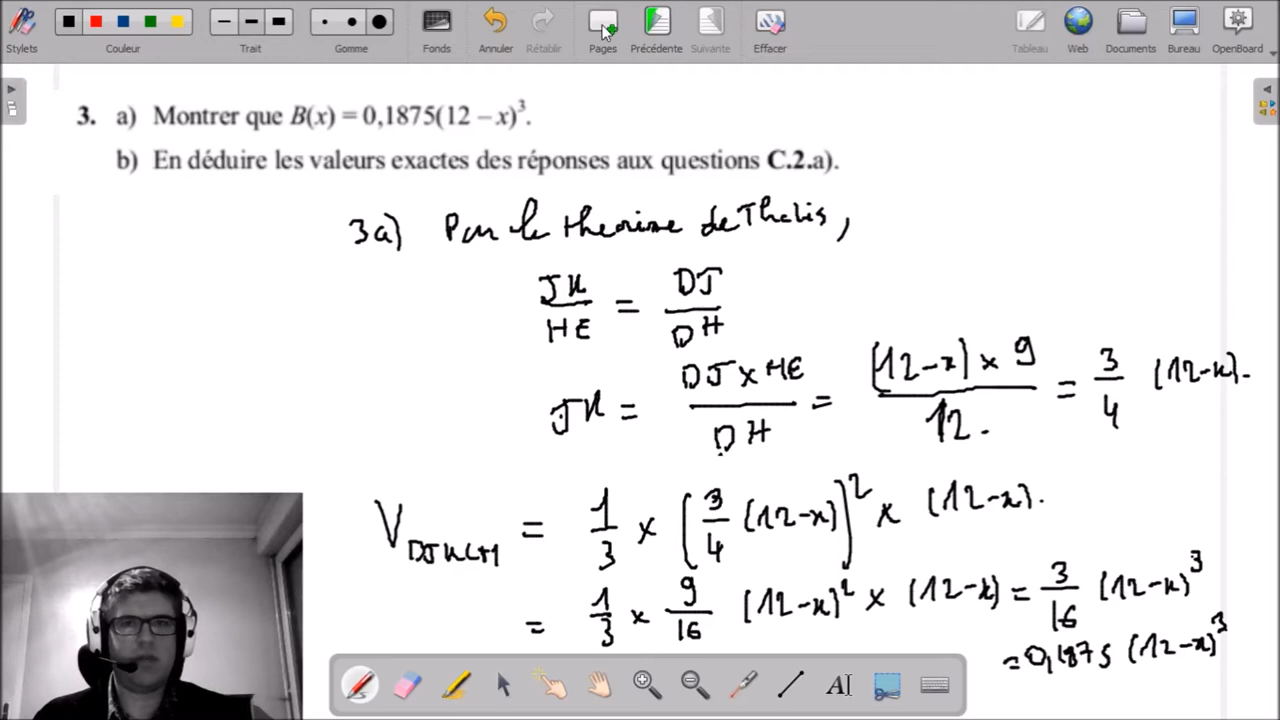 Stylets Couleur Trait Gomme Fonds Annuler Rétablir Pages Précédente Suivante Effacer Tableau Web Documents Bureau OpenBoard
3. a) Montrer que B(x) = 0,1875(12 – x)³.
b) En déduire les valeurs exactes des réponses aux questions C.2.a).
3a) Par le théorème de Thalès,
JK/HE = DJ/DH
JK = DJ × HE / DH = (12-x) × 9 / 12. = 3/4 (12-x).
V_DJKLM = 1/3 × (3/4 (12-x))² × (12-x).
= 1/3 × 9/16 (12-x)² × (12-x) = 3/16 (12-x)³
= 0,1875 (12-x)³
AI